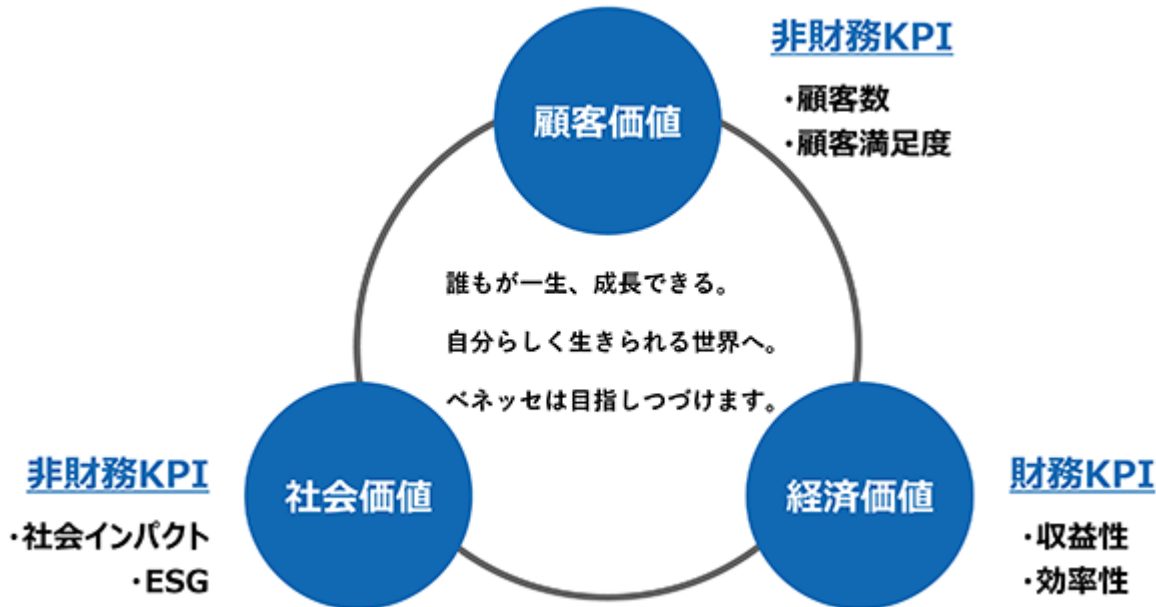 非財務KPI
・顧客数
・顧客満足度
顧客価値
誰もが一生、成長できる。
自分らしく生きられる世界へ。
ベネッセは目指しつづけます。
非財務KPI
・社会インパクト
・ESG
社会価値
経済価値
財務KPI
・収益性
・効率性